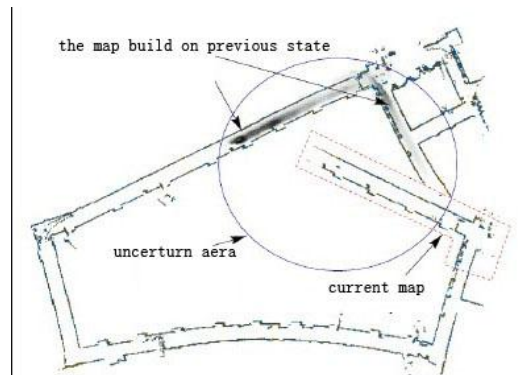 the map build on previous state
uncerturn aera
current map